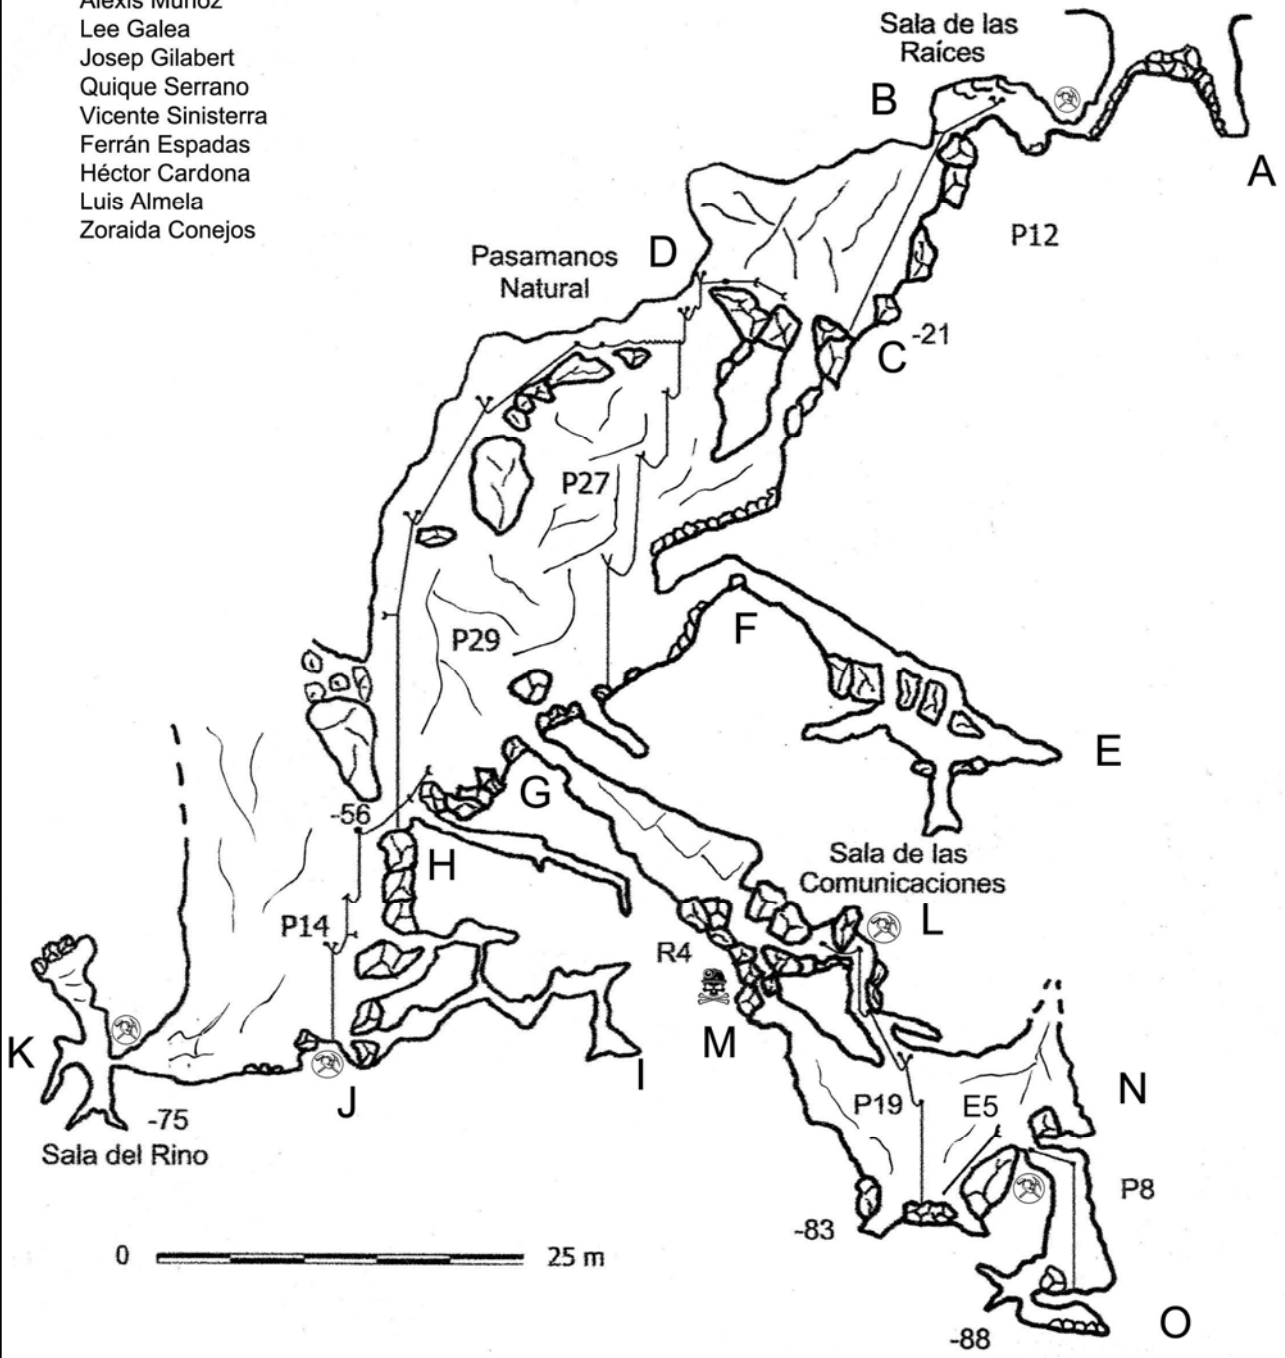 Alexis Muñoz
Lee Galea
Josep Gilabert
Quique Serrano
Vicente Sinisterra
Ferrán Espadas
Héctor Cardona
Luis Almela
Zoraida Conejos
Sala de las
Raíces
B
A
P12
D
Pasamanos
Natural
C
-21
P27
F
P29
E
G
-56
H
Sala de las
Comunicaciones
L
P14
R4
K
M
I
J
N
P19
E5
-75
Sala del Rino
P8
-83
0
25 m
O
-88